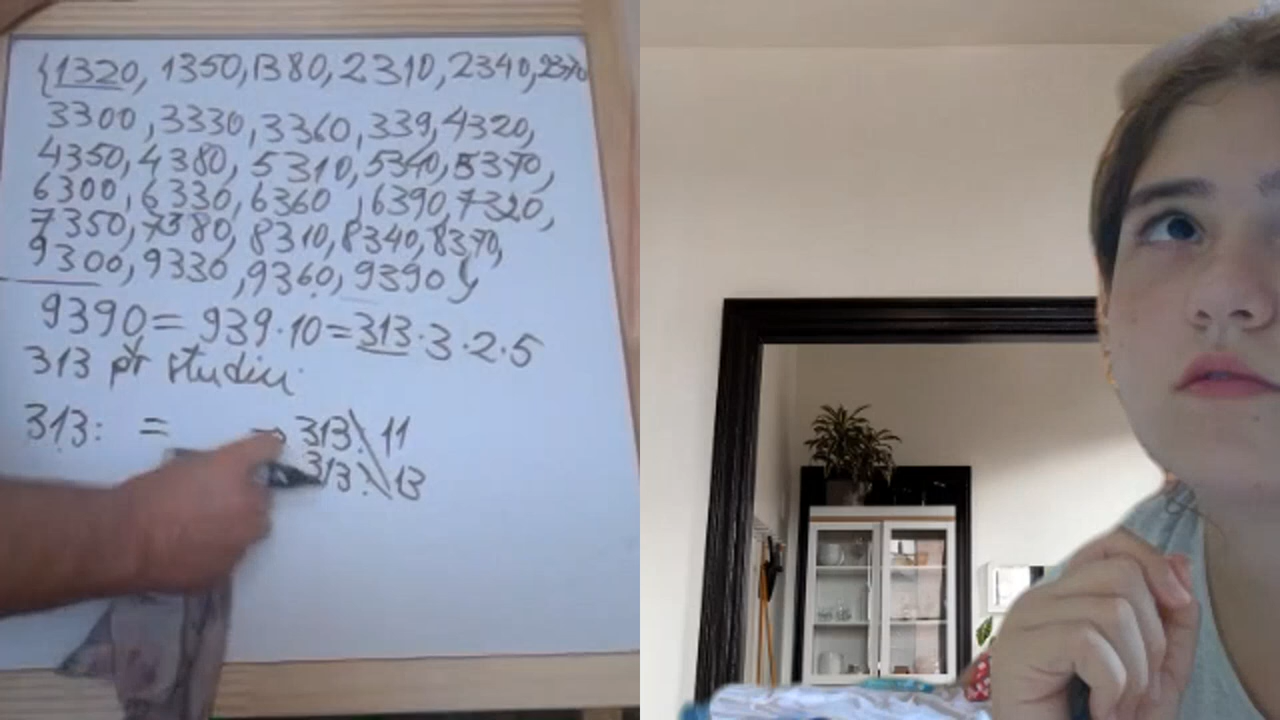 {1320, 1350, 1380, 2310, 2340, 2370
3300, 3330, 3360, 339, 4320,
4350, 4380, 5310, 5340, 5370,
6300, 6330, 6360, 6390, 7320,
7350, 7380, 8310, 8340, 8370,
9300, 9330, 9360, 9390}
9390 = 939·10 = 313·3·2·5
313 pt studiu
313: = ⇒ 313 ⋮̸ 11
313 ⋮̸ 13